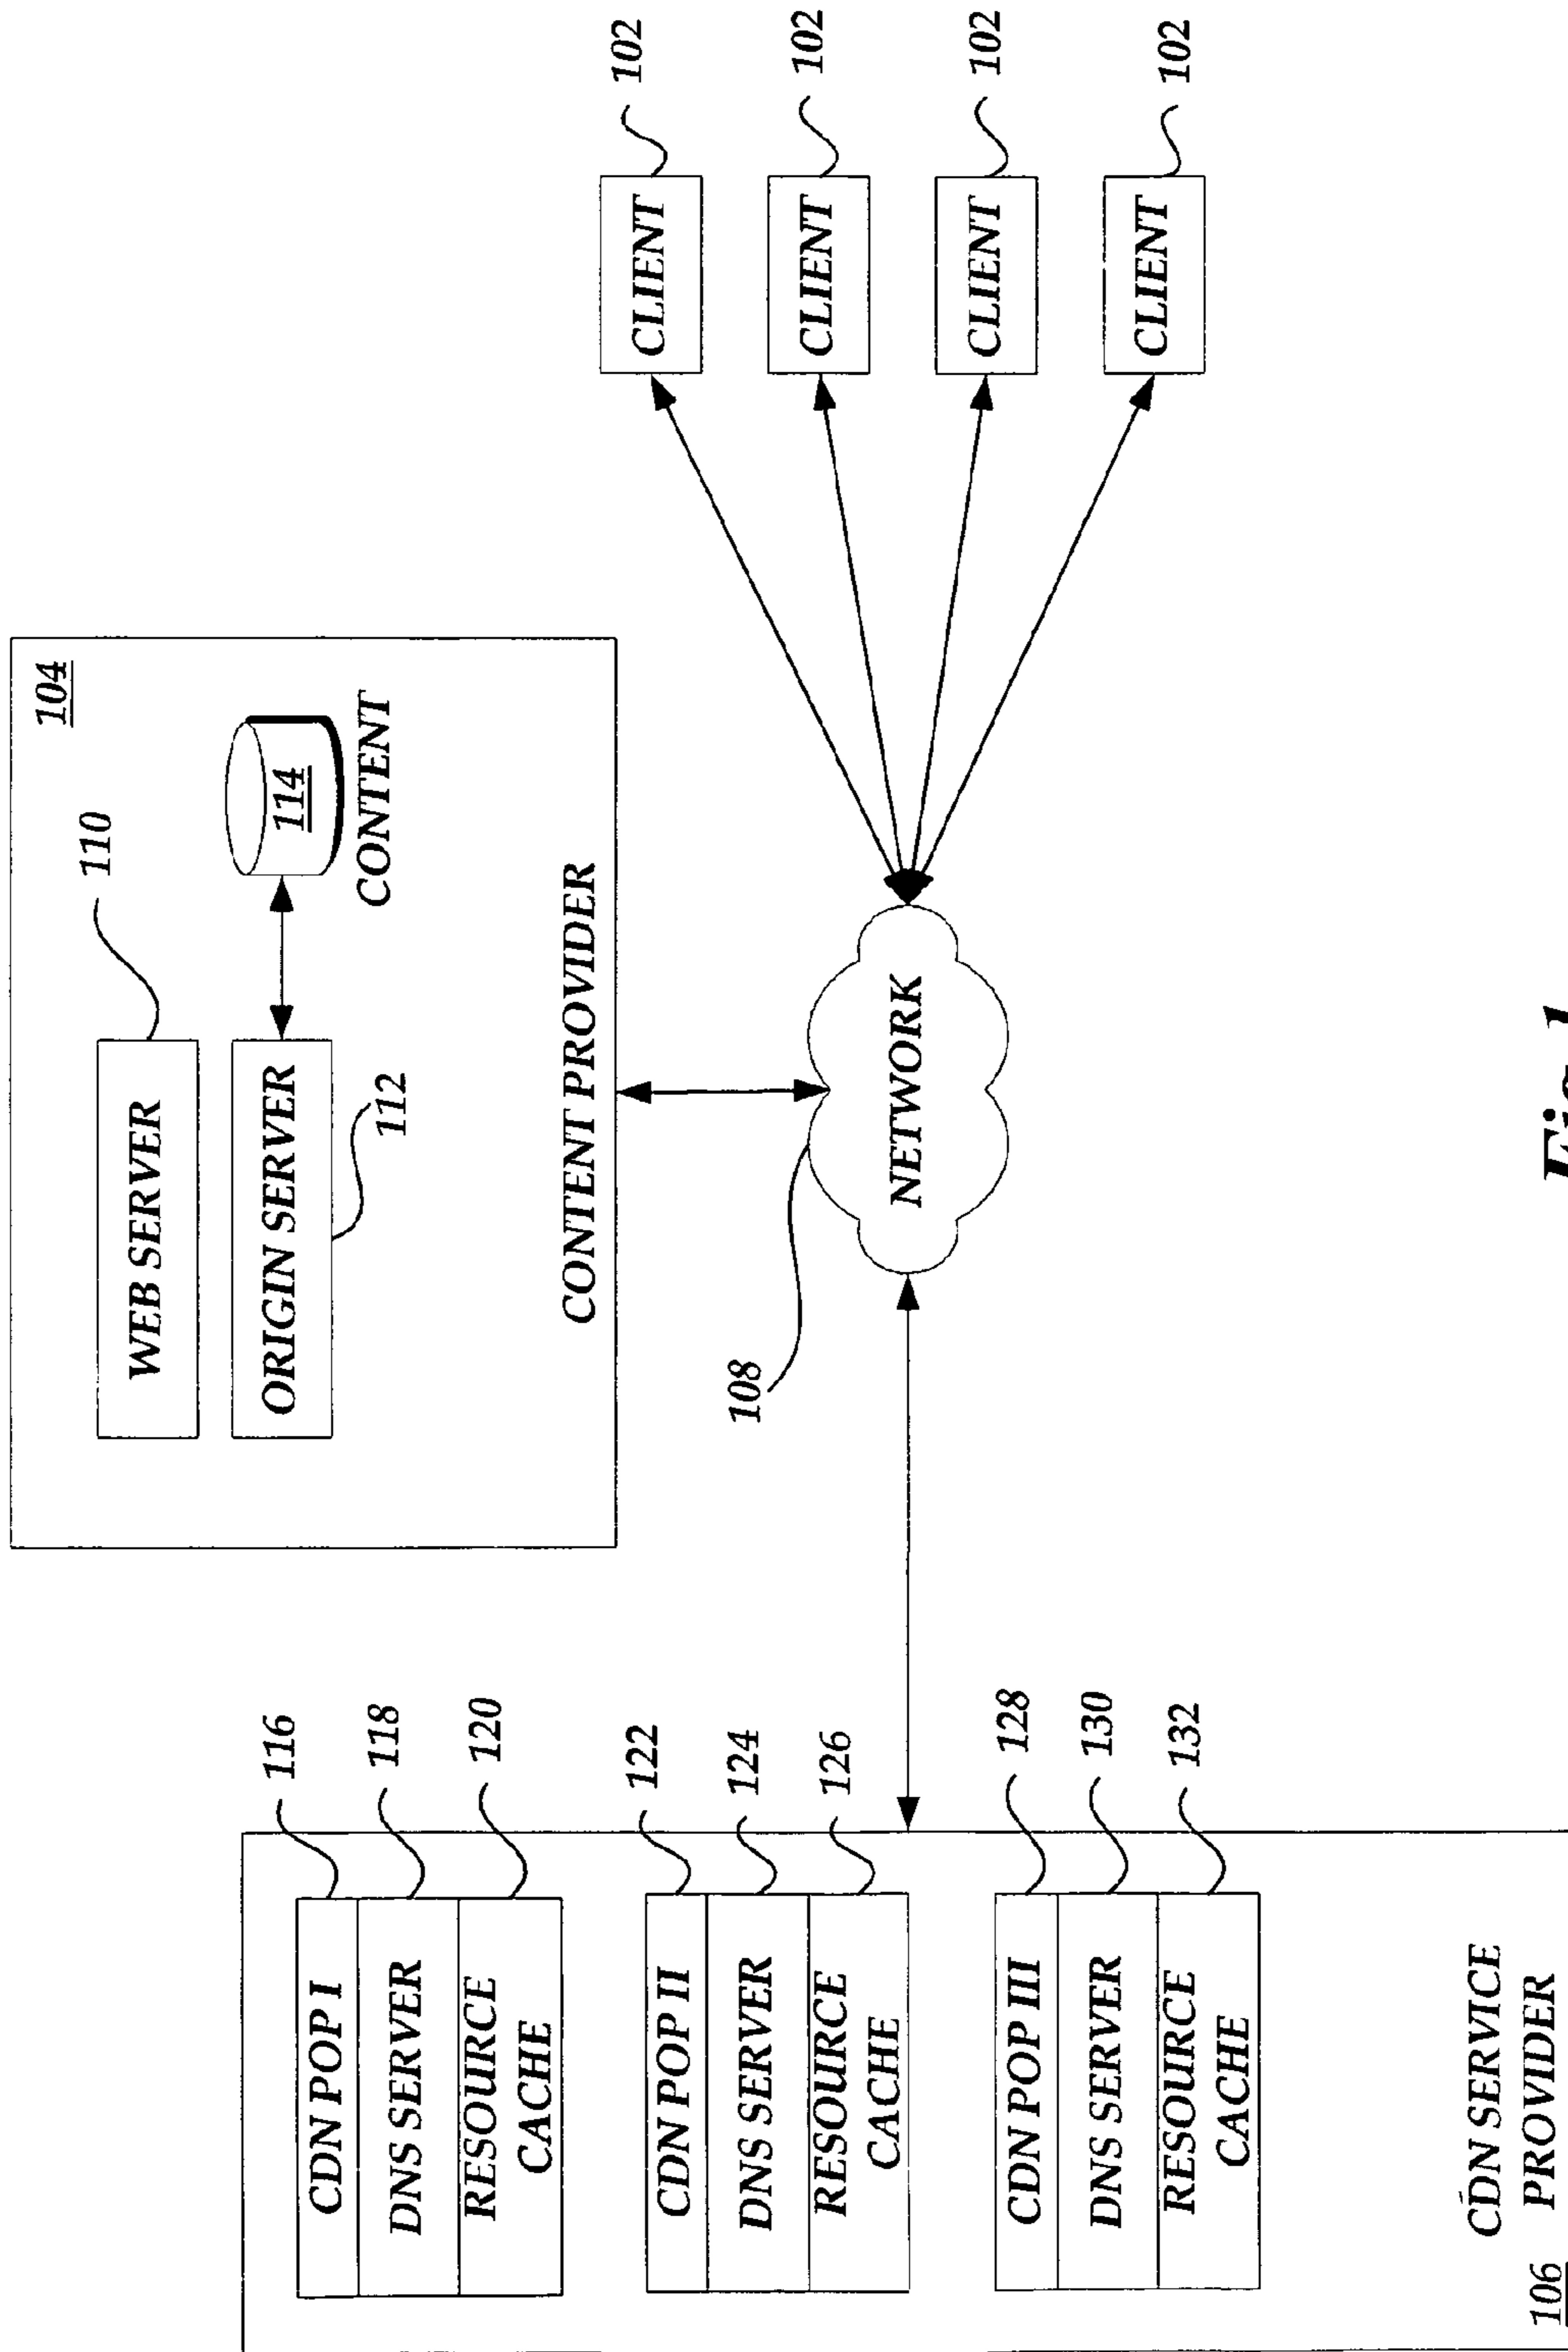 104
WEB SERVER
110
ORIGIN SERVER
112
114
CONTENT
CONTENT PROVIDER
CDN POP I
116
DNS SERVER
118
RESOURCE
CACHE
120
CDN POP II
122
DNS SERVER
124
RESOURCE
CACHE
126
CDN POP III
128
DNS SERVER
130
RESOURCE
CACHE
132
CDN SERVICE
PROVIDER
106
108
NETWORK
CLIENT
102
CLIENT
102
CLIENT
102
CLIENT
102
Fig. 1